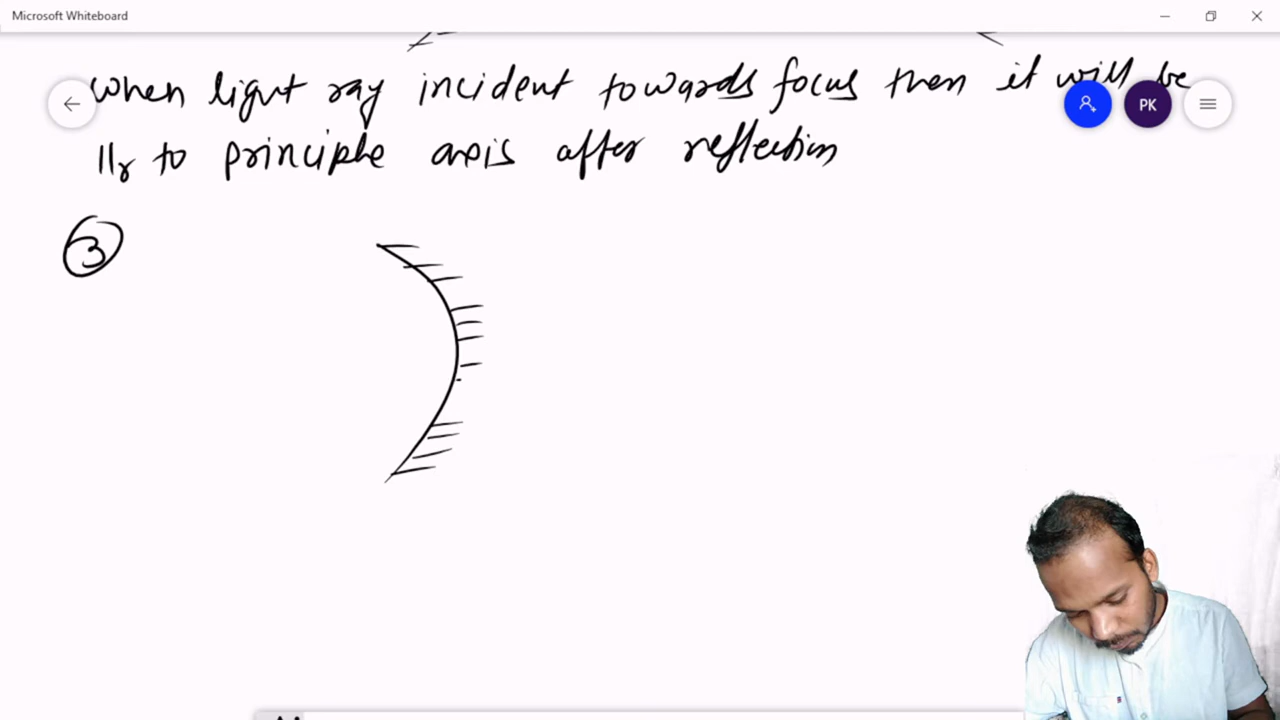 Microsoft Whiteboard
when light ray incident towards focus then it will be
PK
llr to principle axis after reflection
3